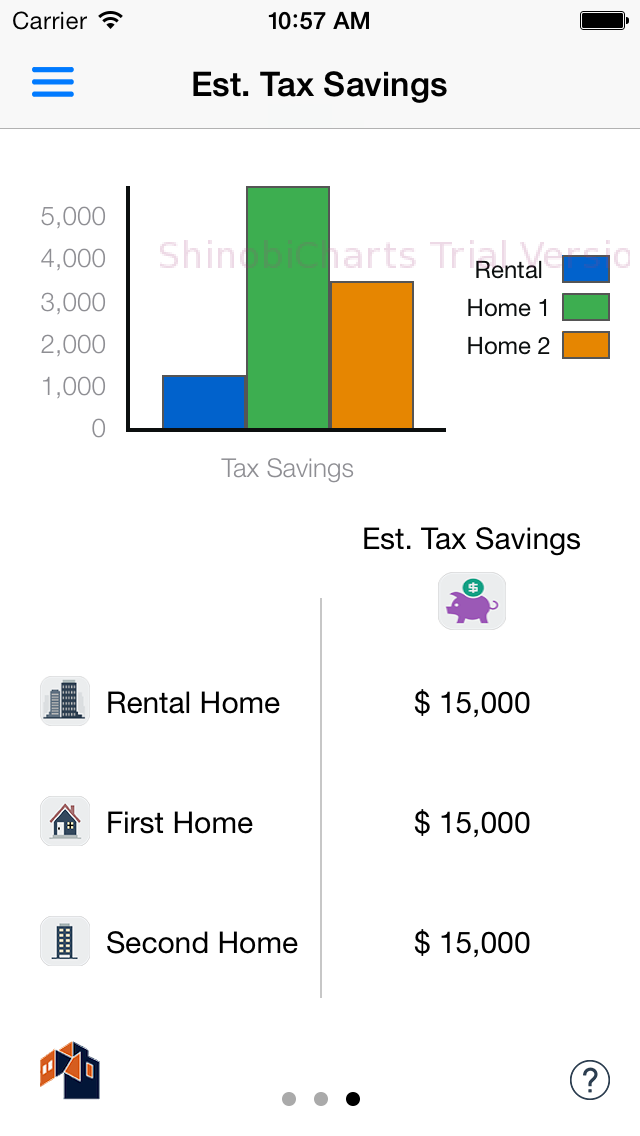 Carrier 10:57 AM
Est. Tax Savings
5,000
4,000
3,000
2,000
1,000
0
ShinobiCharts Trial Versio
Rental
Home 1
Home 2
Tax Savings
Est. Tax Savings
$
Rental Home $ 15,000
First Home $ 15,000
Second Home $ 15,000
?